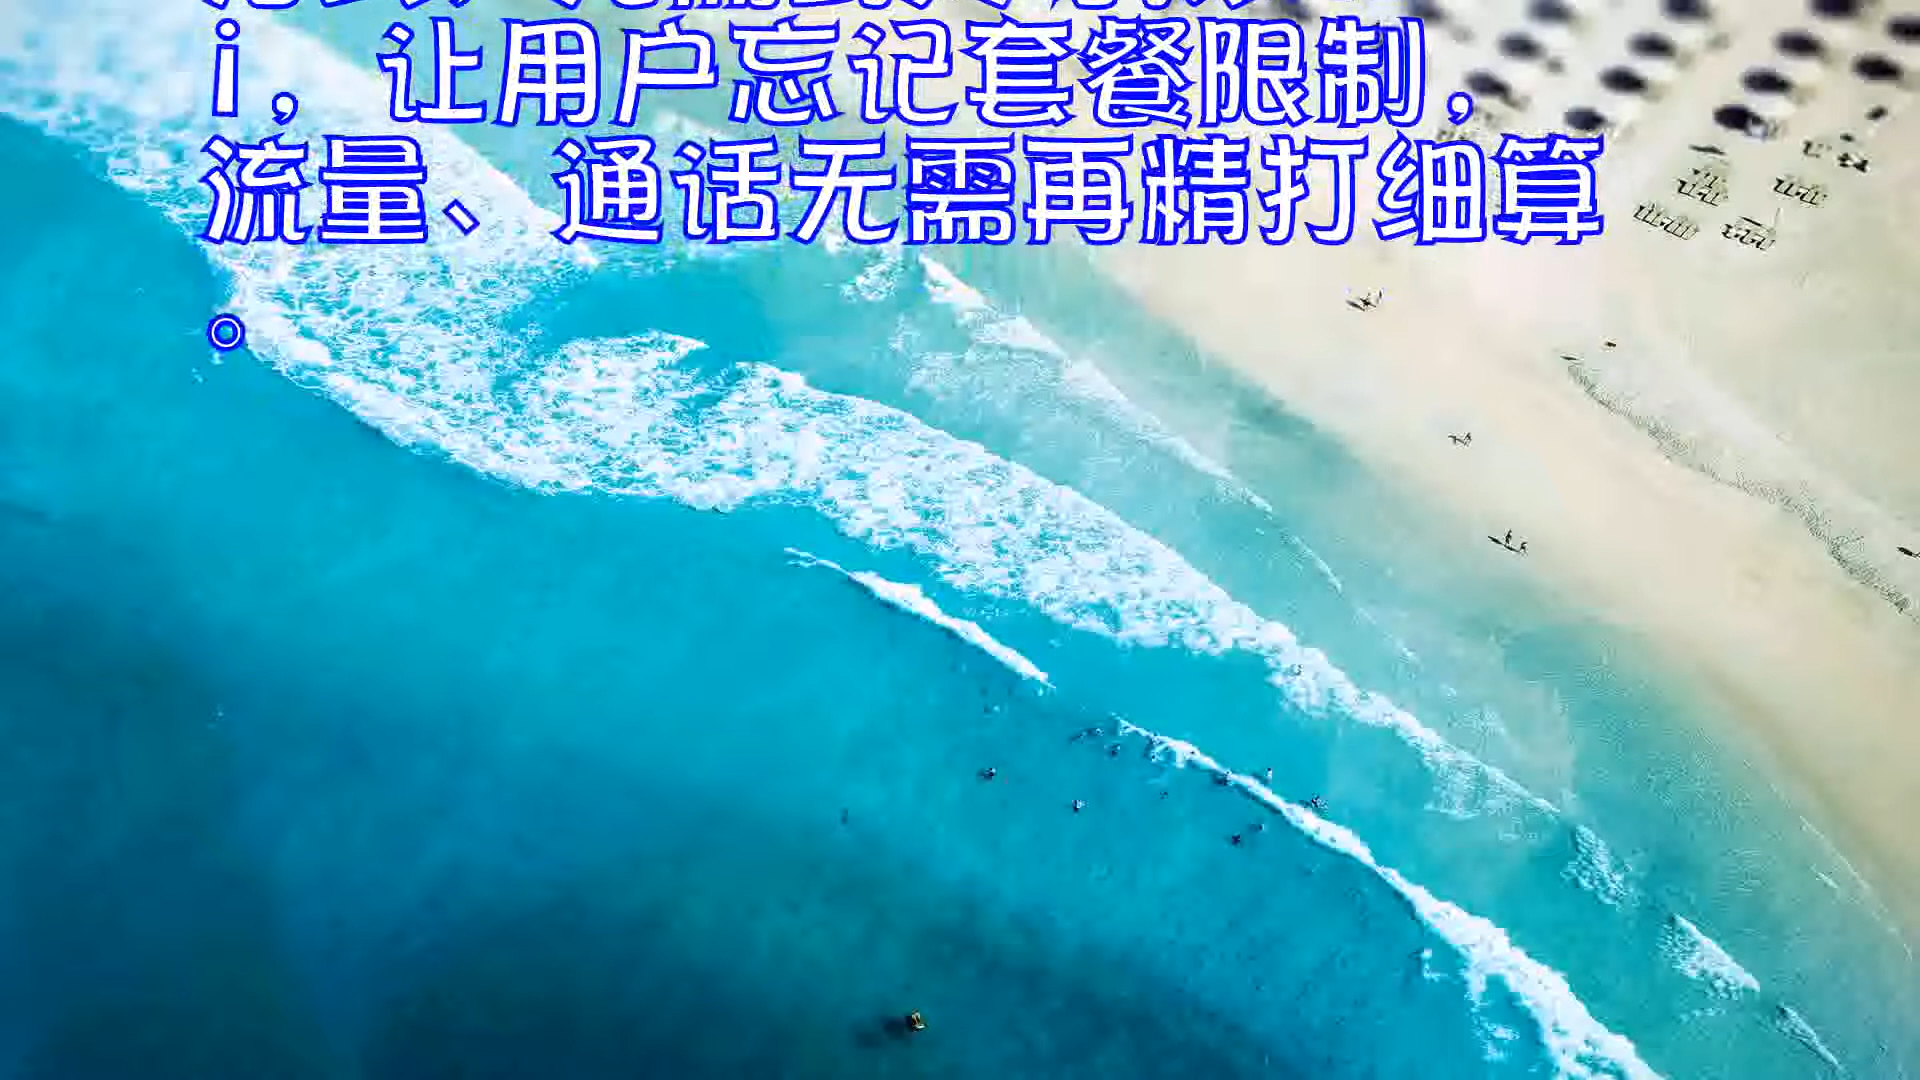 i，让用户忘记套餐限制，
流量、通话无需再精打细算
。